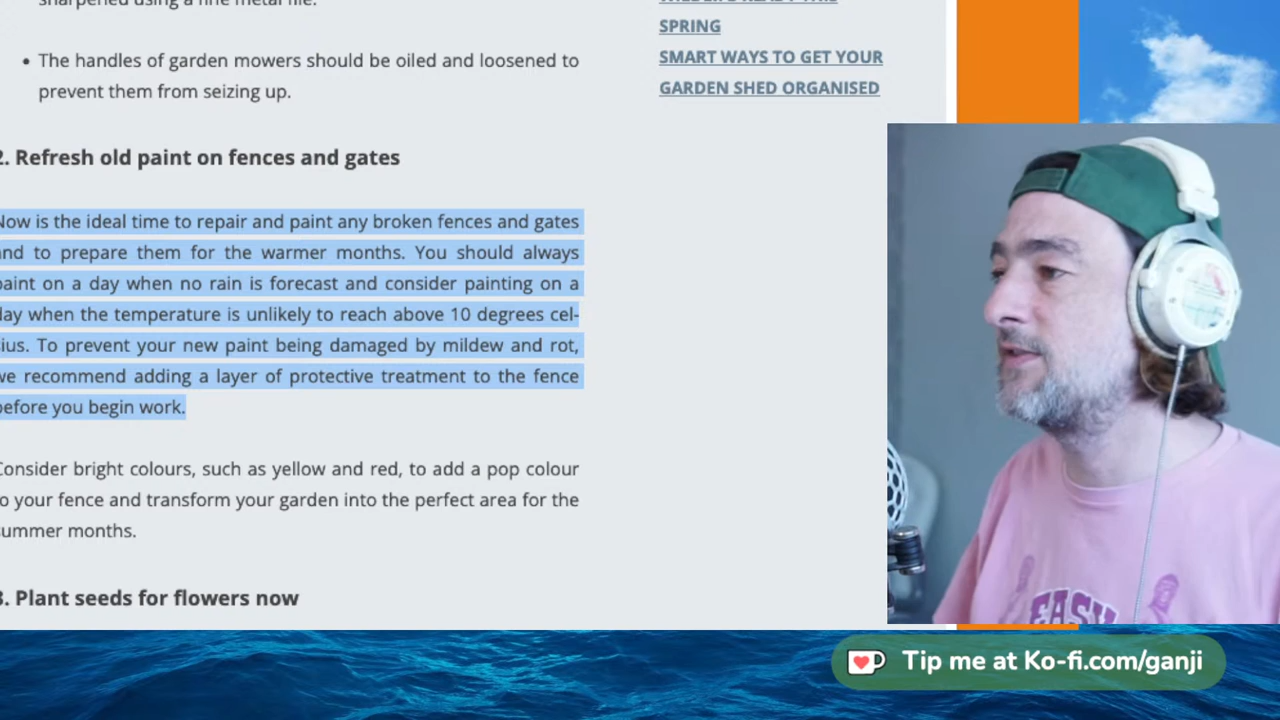 sharpened using a fine metal file.
• The handles of garden mowers should be oiled and loosened to
prevent them from seizing up.
2. Refresh old paint on fences and gates
Now is the ideal time to repair and paint any broken fences and gates
and to prepare them for the warmer months. You should always
paint on a day when no rain is forecast and consider painting on a
day when the temperature is unlikely to reach above 10 degrees cel-
sius. To prevent your new paint being damaged by mildew and rot,
we recommend adding a layer of protective treatment to the fence
before you begin work.
Consider bright colours, such as yellow and red, to add a pop colour
to your fence and transform your garden into the perfect area for the
summer months.
3. Plant seeds for flowers now
SPRING
SMART WAYS TO GET YOUR
GARDEN SHED ORGANISED
Tip me at Ko-fi.com/ganji